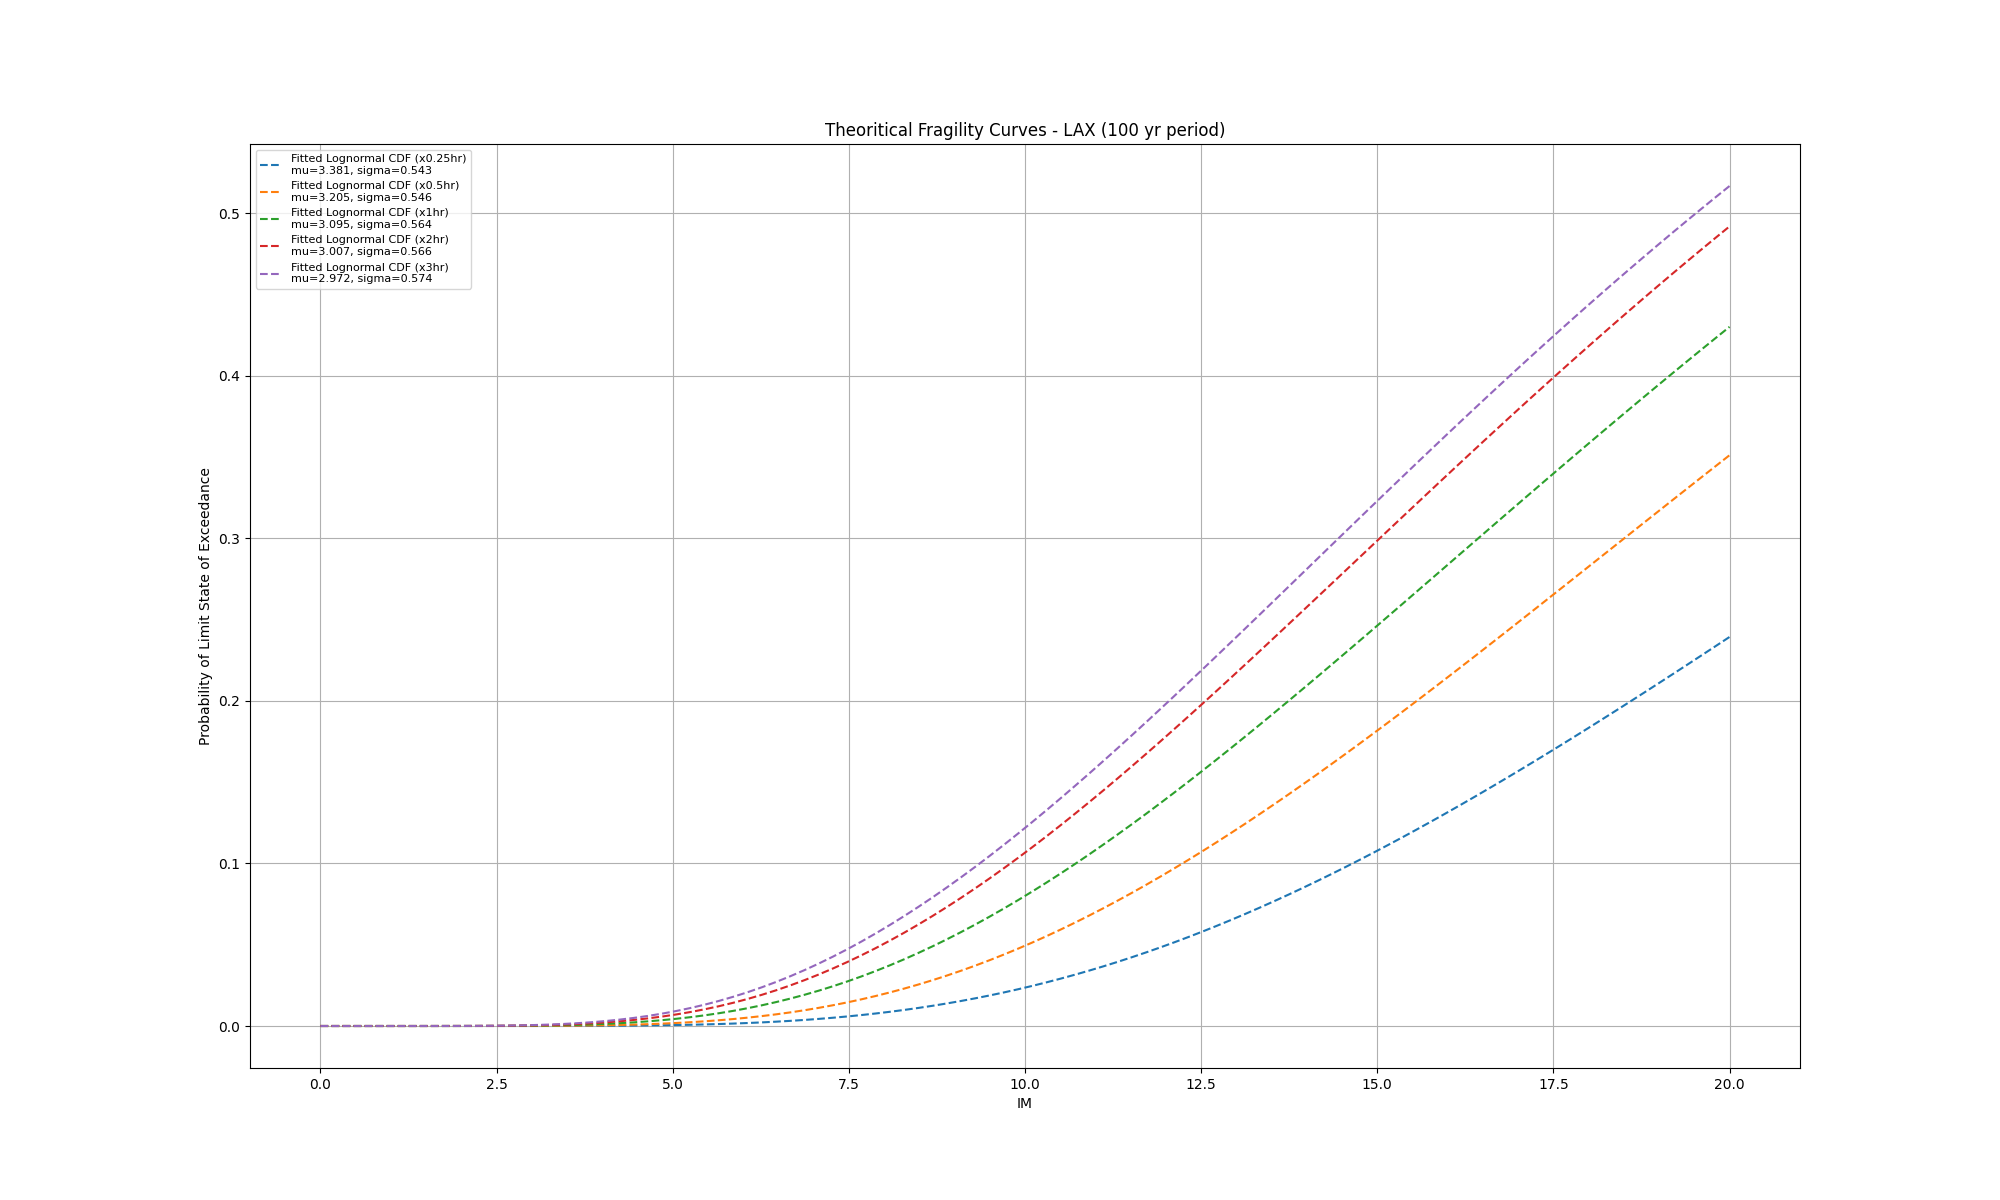 Theoritical Fragility Curves - LAX (100 yr period)
Fitted Lognormal CDF (x0.25hr)
mu=3.381, sigma=0.543
Fitted Lognormal CDF (x0.5hr)
mu=3.205, sigma=0.546
Fitted Lognormal CDF (x1hr)
mu=3.095, sigma=0.564
Fitted Lognormal CDF (x2hr)
mu=3.007, sigma=0.566
Fitted Lognormal CDF (x3hr)
mu=2.972, sigma=0.574
0.5
0.4
0.3
0.2
0.1
0.0
Probability of Limit State of Exceedance
0.0 2.5 5.0 7.5 10.0 12.5 15.0 17.5 20.0
IM